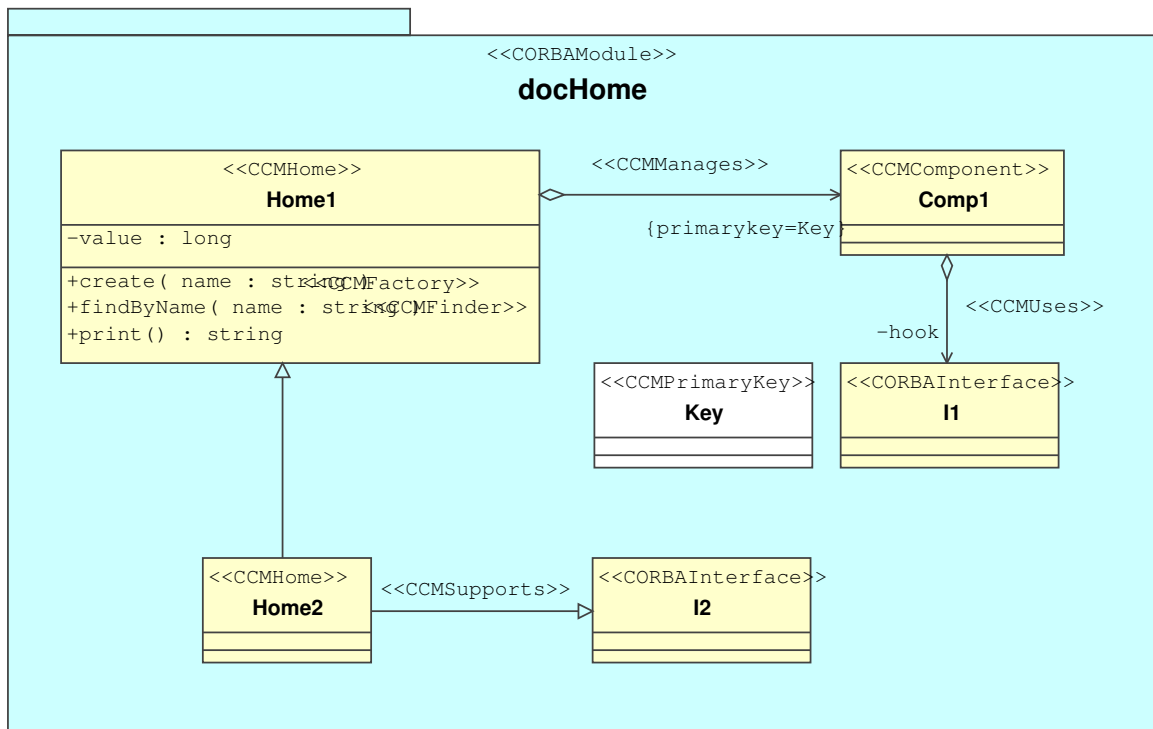 <<CORBAModule>>
docHome
<<CCMHome>>
Home1
-value : long
+create( name : string ) <<CCMFactory>>
+findByName( name : string ) <<CCMFinder>>
+print() : string
<<CCMManages>>
{primarykey=Key}
<<CCMComponent>>
Comp1
<<CCMUses>>
-hook
<<CCMPrimaryKey>>
Key
<<CORBAInterface>>
I1
<<CCMHome>>
Home2
<<CCMSupports>>
<<CORBAInterface>>
I2